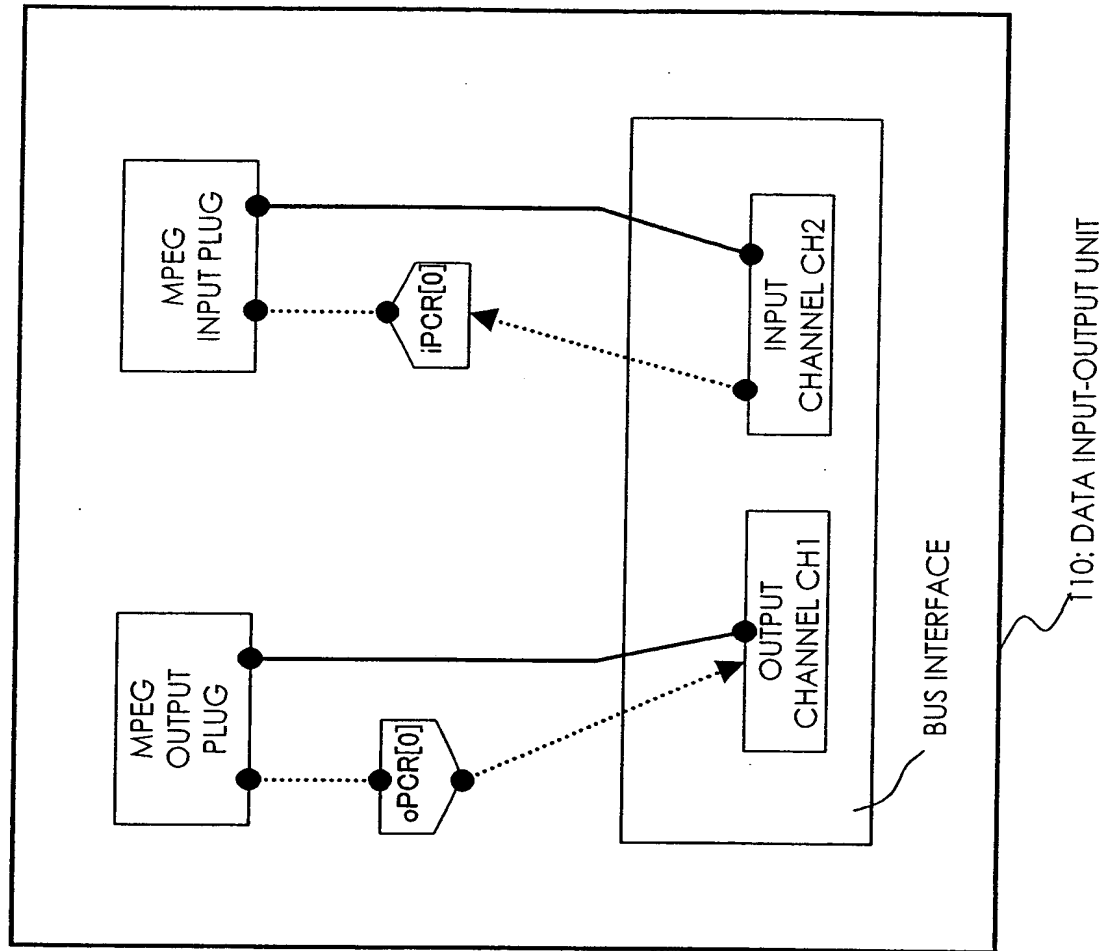 MPEG
OUTPUT
PLUG
MPEG
INPUT PLUG
oPCR[0]
iPCR[0]
OUTPUT
CHANNEL CH1
INPUT
CHANNEL CH2
BUS INTERFACE
110: DATA INPUT-OUTPUT UNIT